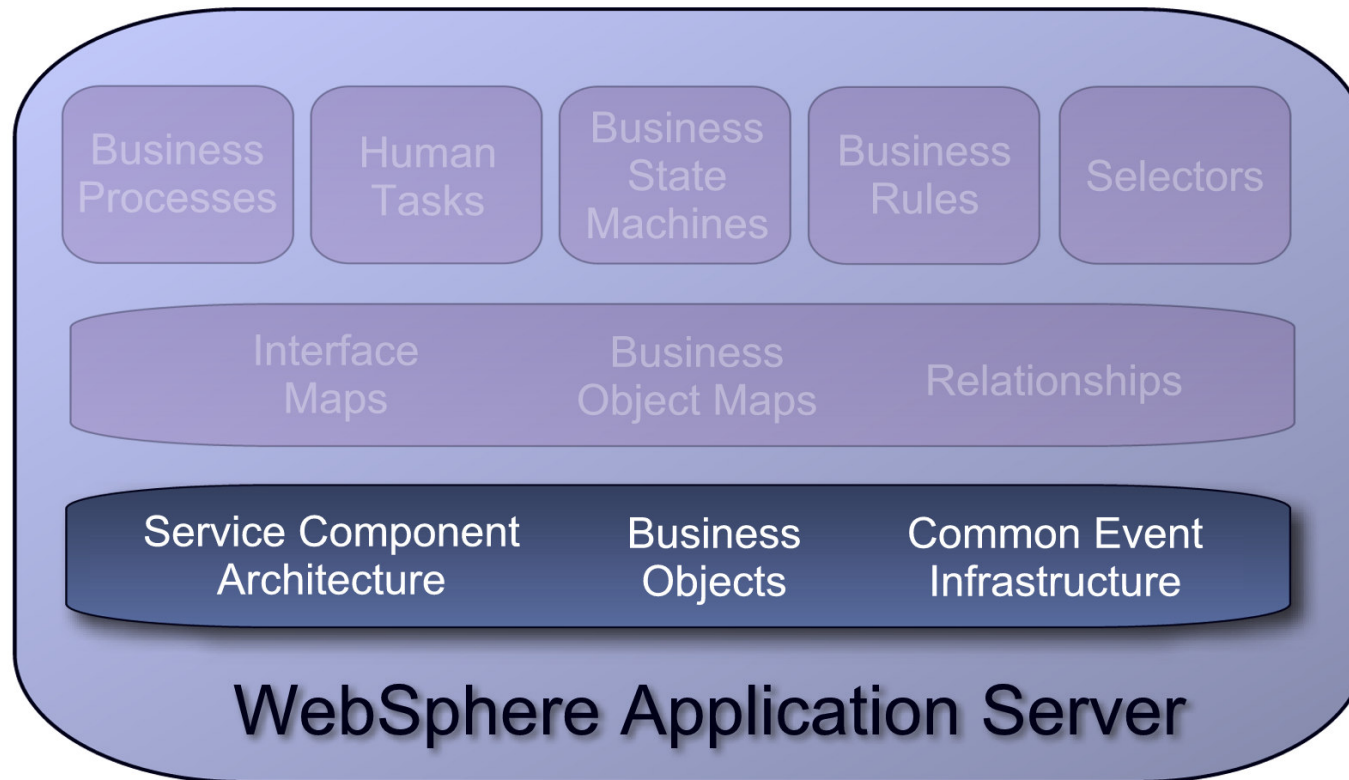 Business
Processes
Human
Tasks
Business
State
Machines
Business
Rules
Selectors
Interface
Maps
Business
Object Maps
Relationships
Service Component
Architecture
Business
Objects
Common Event
Infrastructure
WebSphere Application Server